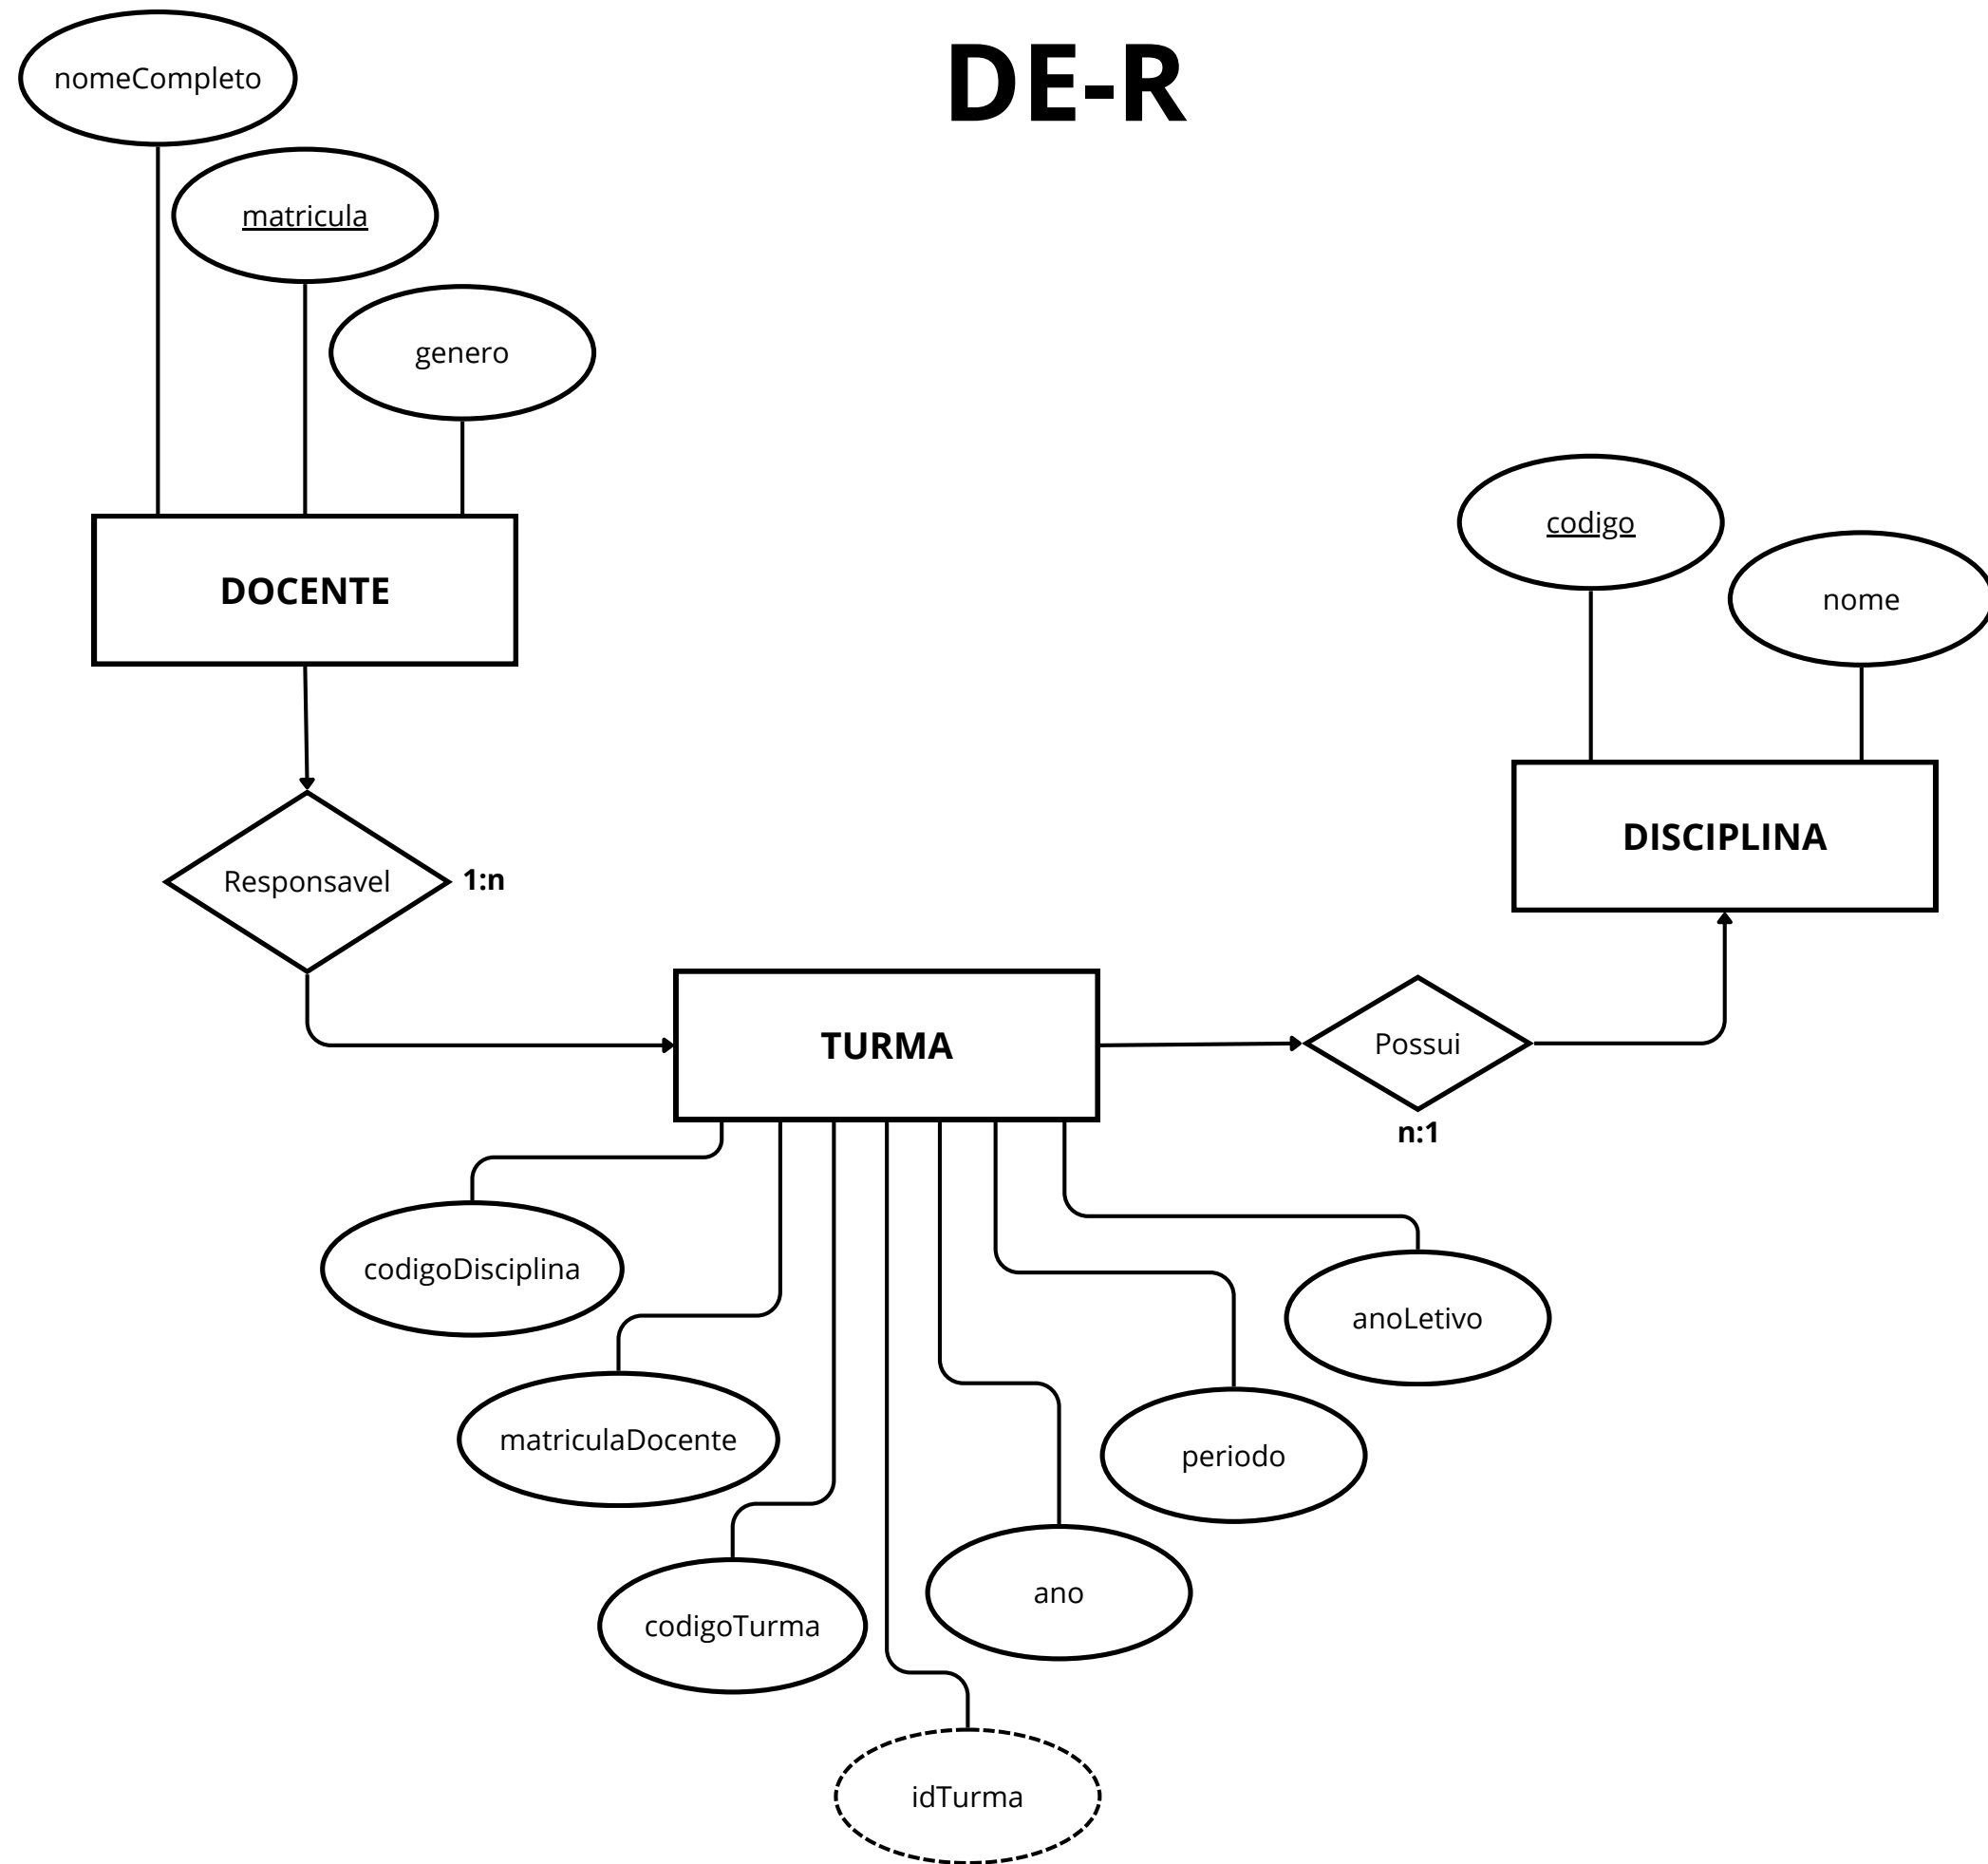 DE-R
nomeCompleto
matricula
genero
DOCENTE
codigo
nome
DISCIPLINA
Responsavel
1:n
TURMA
Possui
n:1
codigoDisciplina
matriculaDocente
codigoTurma
idTurma
ano
periodo
anoLetivo